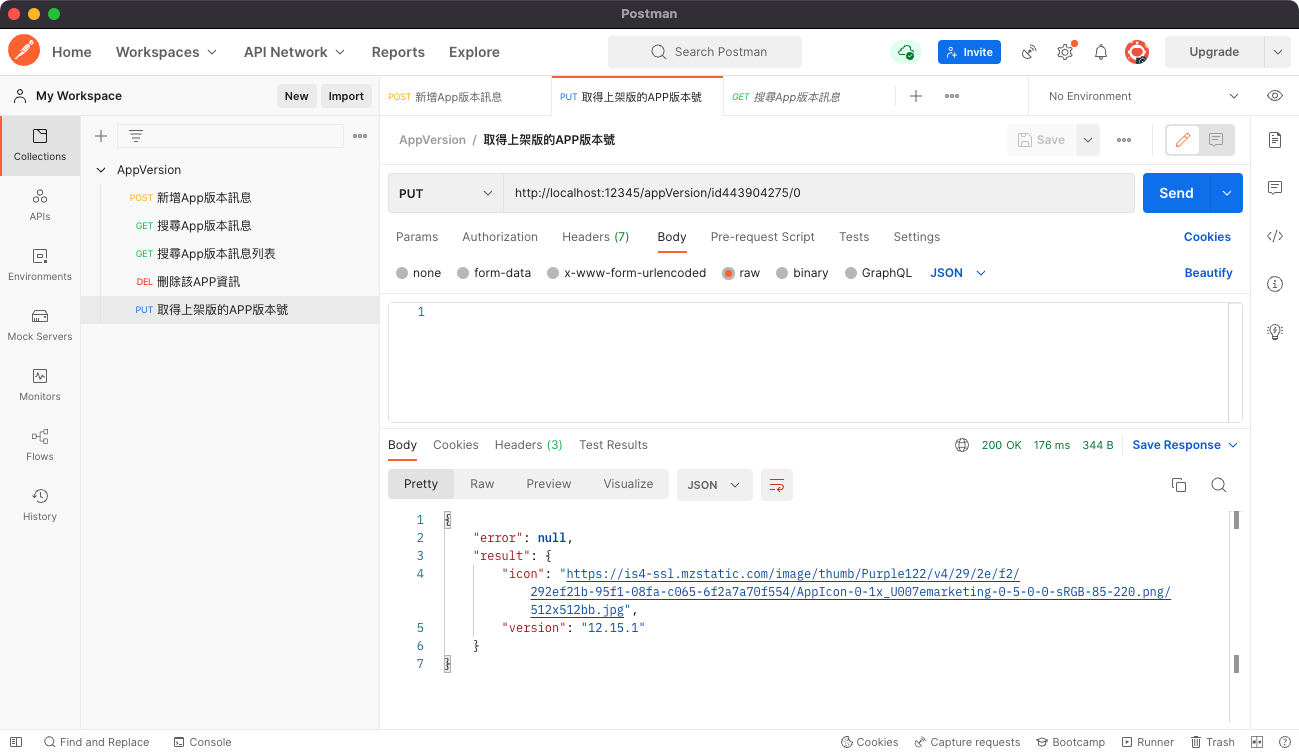 Postman
Home Workspaces API Network Reports Explore Search Postman Invite Upgrade
My Workspace New Import
POST 新增App版本訊息 PUT 取得上架版的APP版本號 GET 搜尋App版本訊息 No Environment
Collections
APIs
Environments
Mock Servers
Monitors
Flows
History
AppVersion
POST 新增App版本訊息
GET 搜尋App版本訊息
GET 搜尋App版本訊息列表
DEL 刪除該APP資訊
PUT 取得上架版的APP版本號
AppVersion / 取得上架版的APP版本號 Save
PUT http://localhost:12345/appVersion/id443904275/0 Send
Params Authorization Headers (7) Body Pre-request Script Tests Settings Cookies
none form-data x-www-form-urlencoded raw binary GraphQL JSON Beautify
1
Body Cookies Headers (3) Test Results 200 OK 176 ms 344 B Save Response
Pretty Raw Preview Visualize JSON
1 {
2 "error": null,
3 "result": {
4 "icon": "https://is4-ssl.mzstatic.com/image/thumb/Purple122/v4/29/2e/f2/
292ef21b-95f1-08fa-c065-6f2a7a70f554/AppIcon-0-1x_U007emarketing-0-5-0-0-sRGB-85-220.png/
512x512bb.jpg",
5 "version": "12.15.1"
6 }
7 }
Find and Replace Console Cookies Capture requests Bootcamp Runner Trash